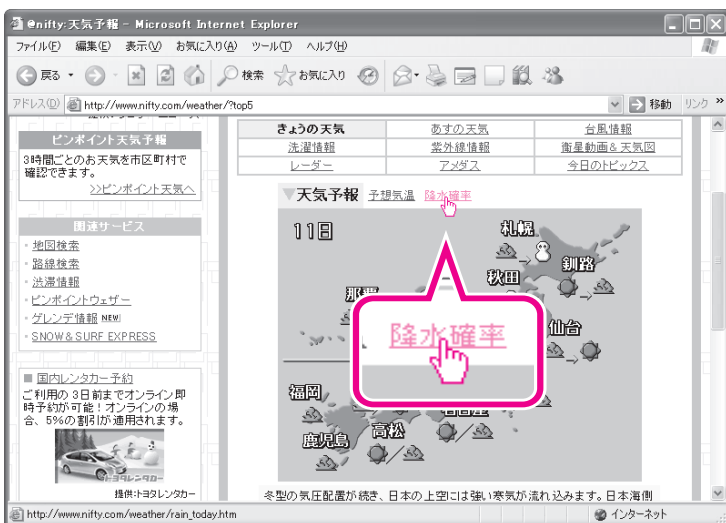 @nifty:天気予報 - Microsoft Internet Explorer
ファイル(F) 編集(E) 表示(V) お気に入り(A) ツール(T) ヘルプ(H)
戻る 検索 お気に入り
アドレス(D) http://www.nifty.com/weather/?top5 移動 リンク »
ピンポイント天気予報
3時間ごとのお天気を市区町村で
確認できます。
>>ピンポイント天気へ
関連サービス
・地図検索
・路線検索
・渋滞情報
・ピンポイントウェザー
・ゲレンデ情報 NEW!
・SNOW & SURF EXPRESS
■ 国内レンタカー予約
ご利用の3日前までオンライン即
時予約が可能！オンラインの場
合、5%の割引が適用されます。
トヨタレンタカー
提供:トヨタレンタカー
きょうの天気 あすの天気 台風情報
洗濯情報 紫外線情報 衛星動画&天気図
レーダー アメダス 今日のトピックス
▼天気予報 予想気温 降水確率
11日
札幌
釧路
秋田
那覇
仙台
降水確率
福岡
高松
鹿児島
冬型の気圧配置が続き、日本の上空には強い寒気が流れ込みます。日本海側
http://www.nifty.com/weather/rain_today.htm インターネット